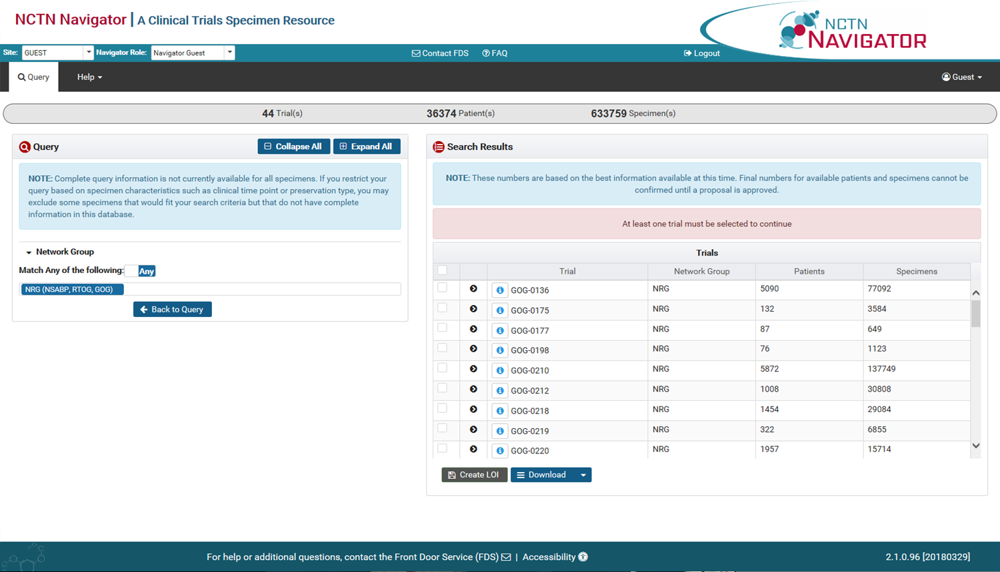 NCTN Navigator | A Clinical Trials Specimen Resource
NCTN
NAVIGATOR
Site: GUEST Navigator Role: Navigator Guest Contact FDS FAQ Logout
Query Help Guest
44 Trial(s) 36374 Patient(s) 633759 Specimen(s)
Query Collapse All Expand All
NOTE: Complete query information is not currently available for all specimens. If you restrict your
query based on specimen characteristics such as clinical time point or preservation type, you may
exclude some specimens that would fit your search criteria but that do not have complete
information in this database.
Network Group
Match Any of the following: Any
NRG (NSABP, RTOG, GOG)
Back to Query
Search Results
NOTE: These numbers are based on the best information available at this time. Final numbers for available patients and specimens cannot be
confirmed until a proposal is approved.
At least one trial must be selected to continue
Trials
Trial Network Group Patients Specimens
GOG-0136 NRG 5090 77092
GOG-0175 NRG 132 3584
GOG-0177 NRG 87 649
GOG-0198 NRG 76 1123
GOG-0210 NRG 5872 137749
GOG-0212 NRG 1008 30808
GOG-0218 NRG 1454 29084
GOG-0219 NRG 322 6855
GOG-0220 NRG 1957 15714
Create LOI Download
For help or additional questions, contact the Front Door Service (FDS) | Accessibility
2.1.0.96 [20180329]